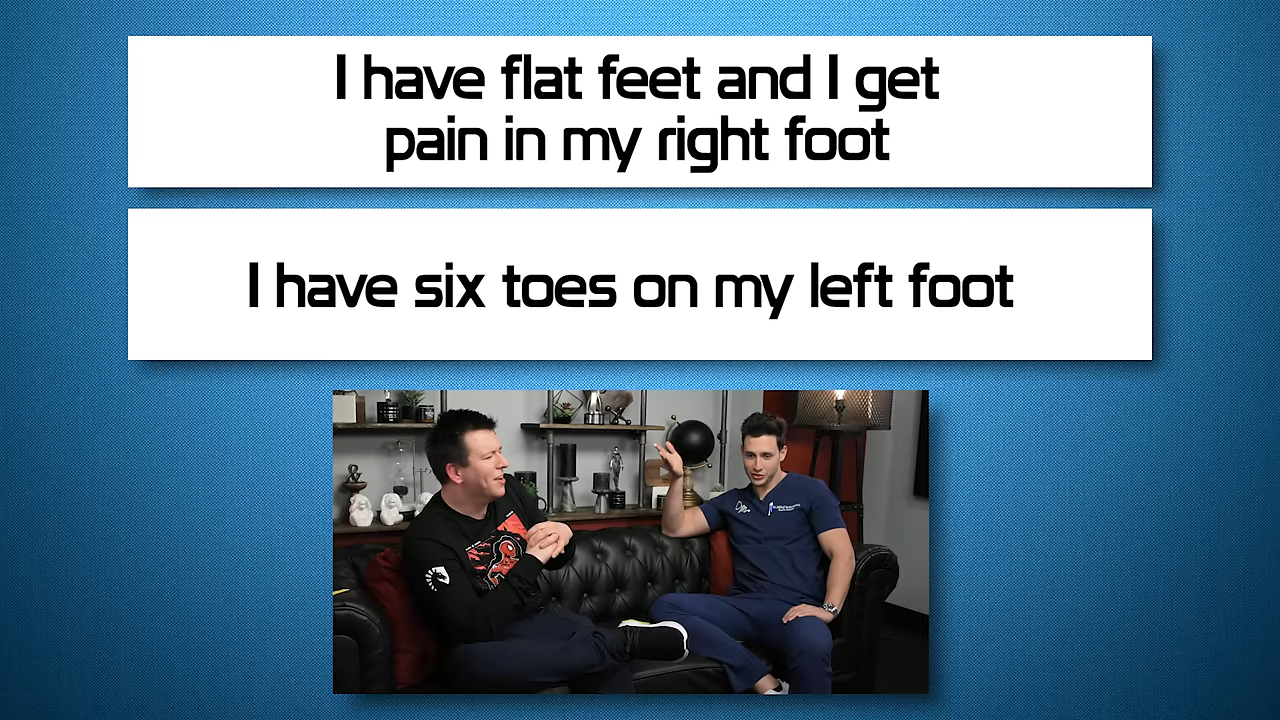 I have flat feet and I get
pain in my right foot
I have six toes on my left foot